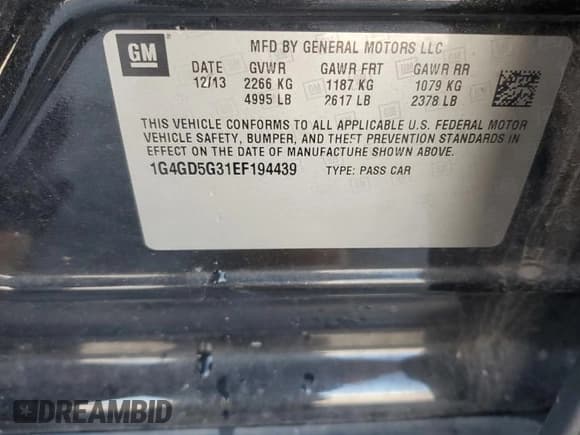 GM
MFD BY GENERAL MOTORS LLC
DATE GVWR GAWR FRT GAWR RR
12/13 2266 KG 1187 KG 1079 KG
4995 LB 2617 LB 2378 LB
THIS VEHICLE CONFORMS TO ALL APPLICABLE U.S. FEDERAL MOTOR
VEHICLE SAFETY, BUMPER, AND THEFT PREVENTION STANDARDS IN
EFFECT ON THE DATE OF MANUFACTURE SHOWN ABOVE.
1G4GD5G31EF194439 TYPE: PASS CAR
DREAMBID